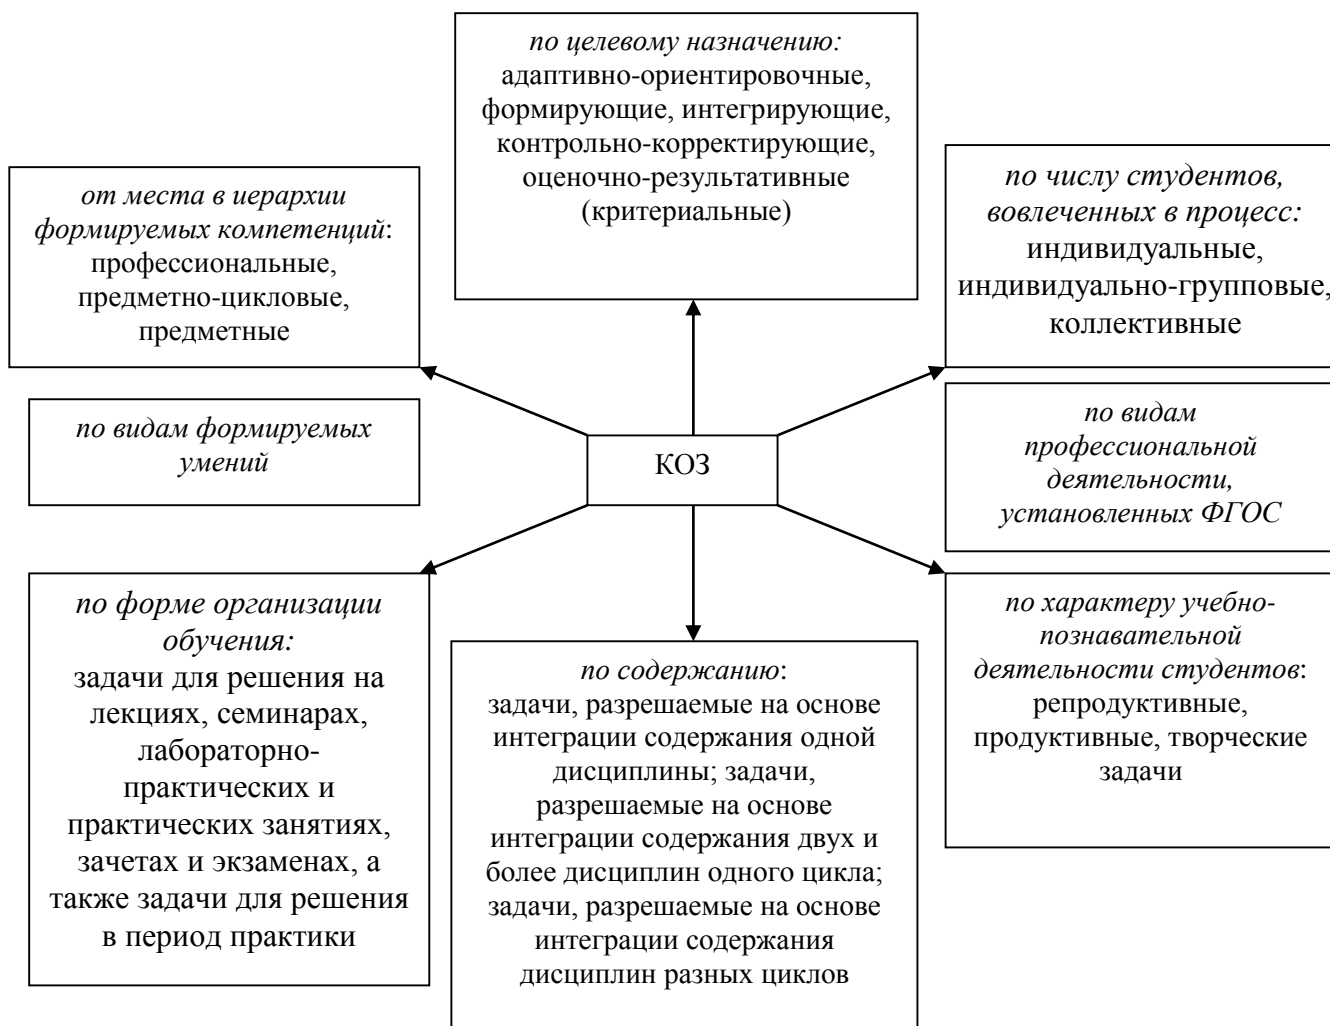 по целевому назначению:
адаптивно-ориентировочные,
формирующие, интегрирующие,
контрольно-корректирующие,
оценочно-результативные
(критериальные)
от места в иерархии
формируемых компетенций:
профессиональные,
предметно-цикловые,
предметные
по числу студентов,
вовлеченных в процесс:
индивидуальные,
индивидуально-групповые,
коллективные
по видам формируемых
умений
КОЗ
по видам
профессиональной
деятельности,
установленных ФГОС
по форме организации
обучения:
задачи для решения на
лекциях, семинарах,
лабораторно-
практических и
практических занятиях,
зачетах и экзаменах, а
также задачи для решения
в период практики
по содержанию:
задачи, разрешаемые на основе
интеграции содержания одной
дисциплины; задачи,
разрешаемые на основе
интеграции содержания двух и
более дисциплин одного цикла;
задачи, разрешаемые на основе
интеграции содержания
дисциплин разных циклов
по характеру учебно-
познавательной
деятельности студентов:
репродуктивные,
продуктивные, творческие
задачи